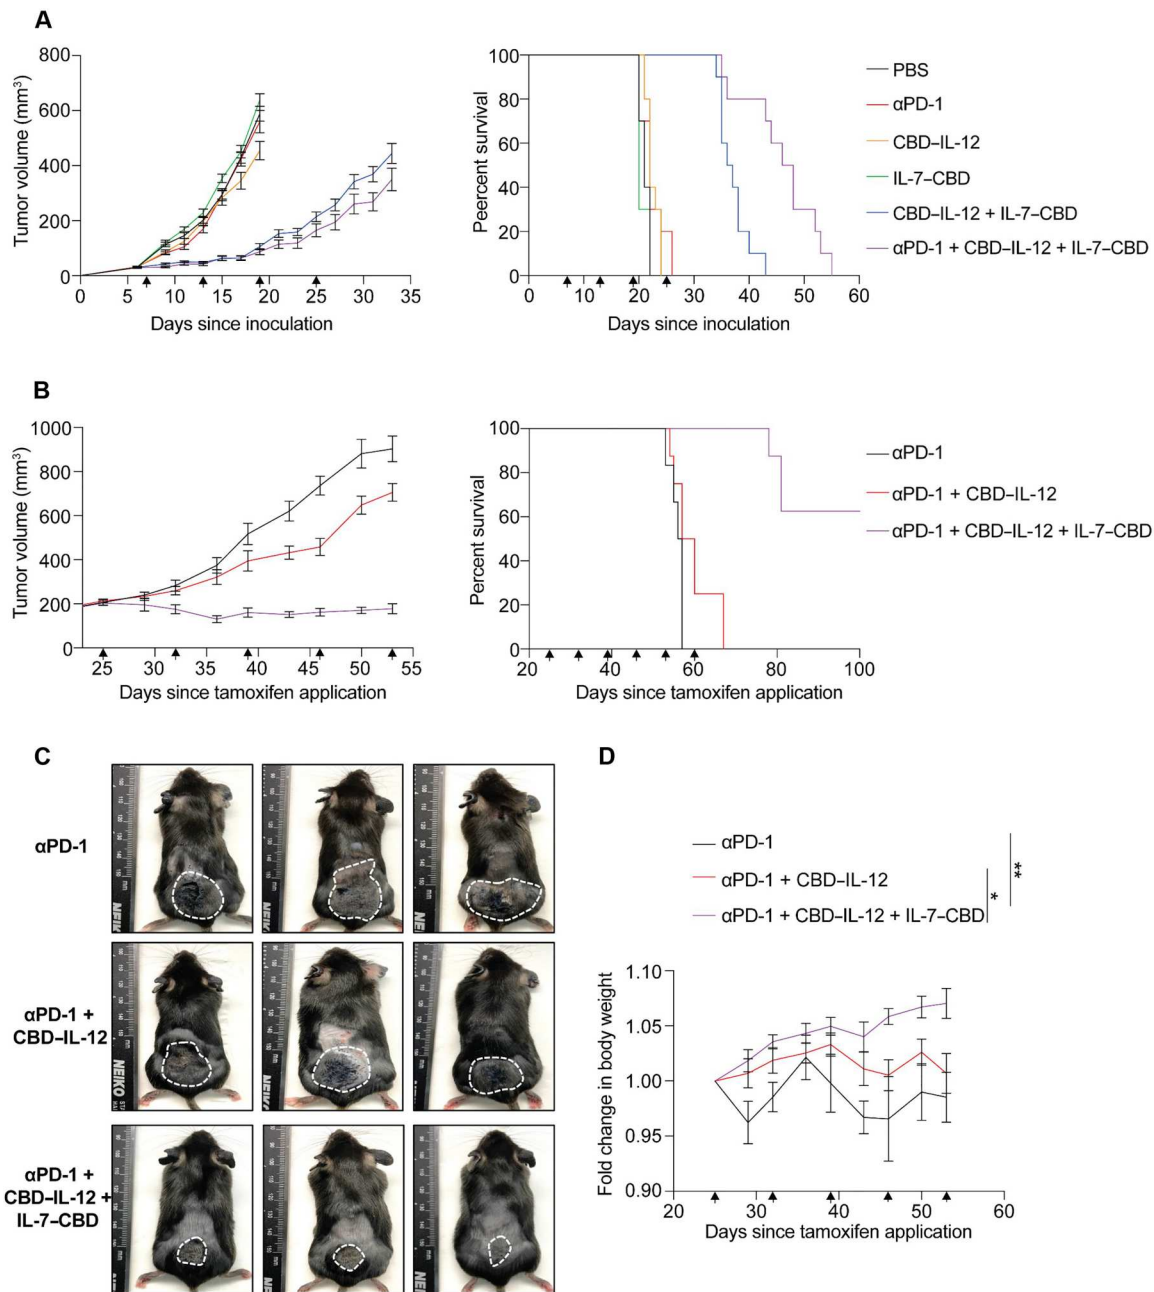 A
Tumor volume (mm³)
800
600
400
200
0
0 5 10 15 20 25 30 35
Days since inoculation
Peercent survival
100
80
60
40
20
0
0 10 20 30 40 50 60
Days since inoculation
PBS
αPD-1
CBD–IL-12
IL-7–CBD
CBD–IL-12 + IL-7–CBD
αPD-1 + CBD–IL-12 + IL-7–CBD
B
Tumor volume (mm³)
1000
800
600
400
200
0
25 30 35 40 45 50 55
Days since tamoxifen application
Percent survival
100
80
60
40
20
0
20 40 60 80 100
Days since tamoxifen application
αPD-1
αPD-1 + CBD–IL-12
αPD-1 + CBD–IL-12 + IL-7–CBD
C
αPD-1
αPD-1 +
CBD–IL-12
αPD-1 +
CBD–IL-12 +
IL-7–CBD
D
αPD-1
αPD-1 + CBD–IL-12
αPD-1 + CBD–IL-12 + IL-7–CBD
*
**
Fold change in body weight
1.10
1.05
1.00
0.95
0.90
20 30 40 50 60
Days since tamoxifen application